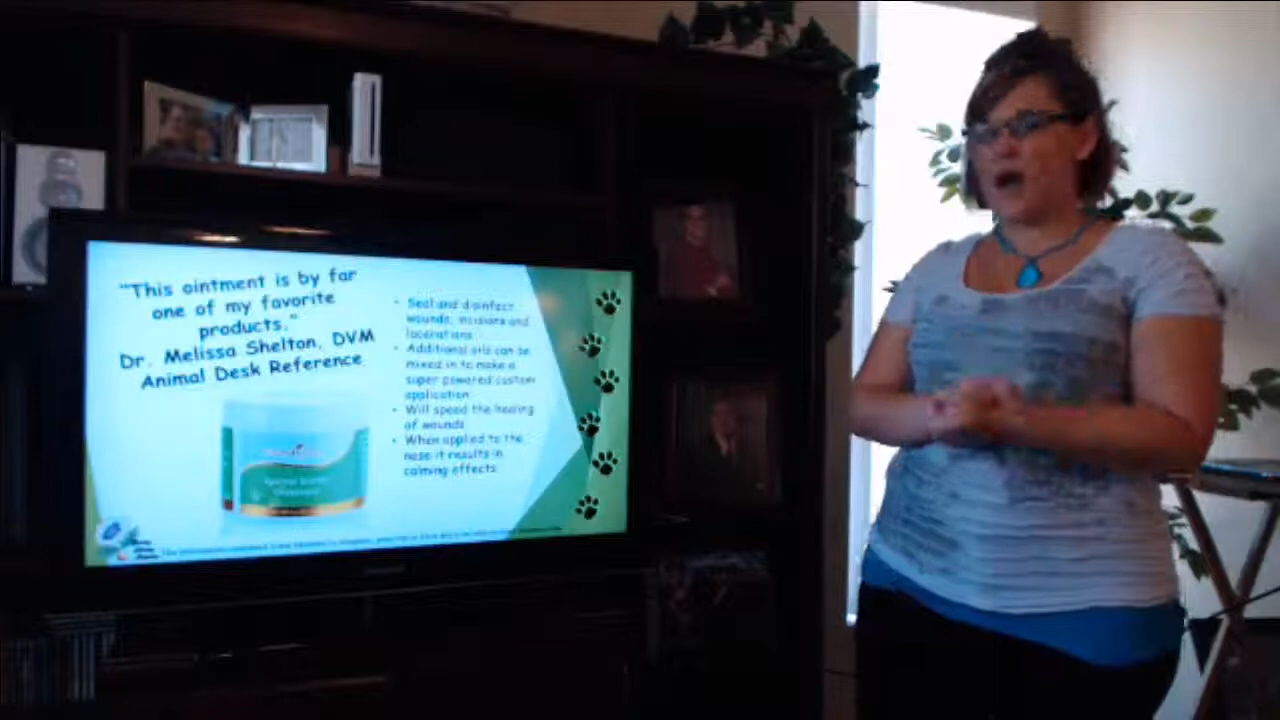 "This ointment is by far
one of my favorite
products."
Dr. Melissa Shelton, DVM
Animal Desk Reference
• Seal and disinfect
wounds, incisions and
lacerations
• Additional oils can be
mixed in to make a
super powered custom
application
• Will speed the healing
of wounds
• When applied to the
nose it results in
calming effects